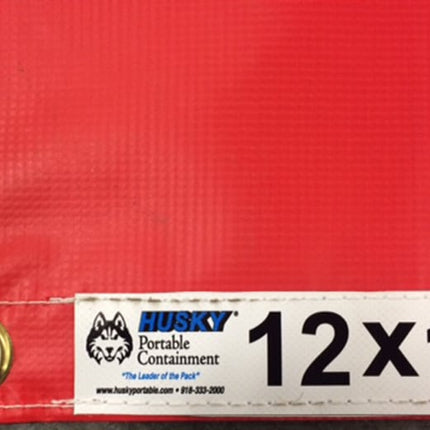 HUSKY®
Portable
Containment
"The Leader of the Pack"
www.huskyportable.com • 918-333-2000
12x